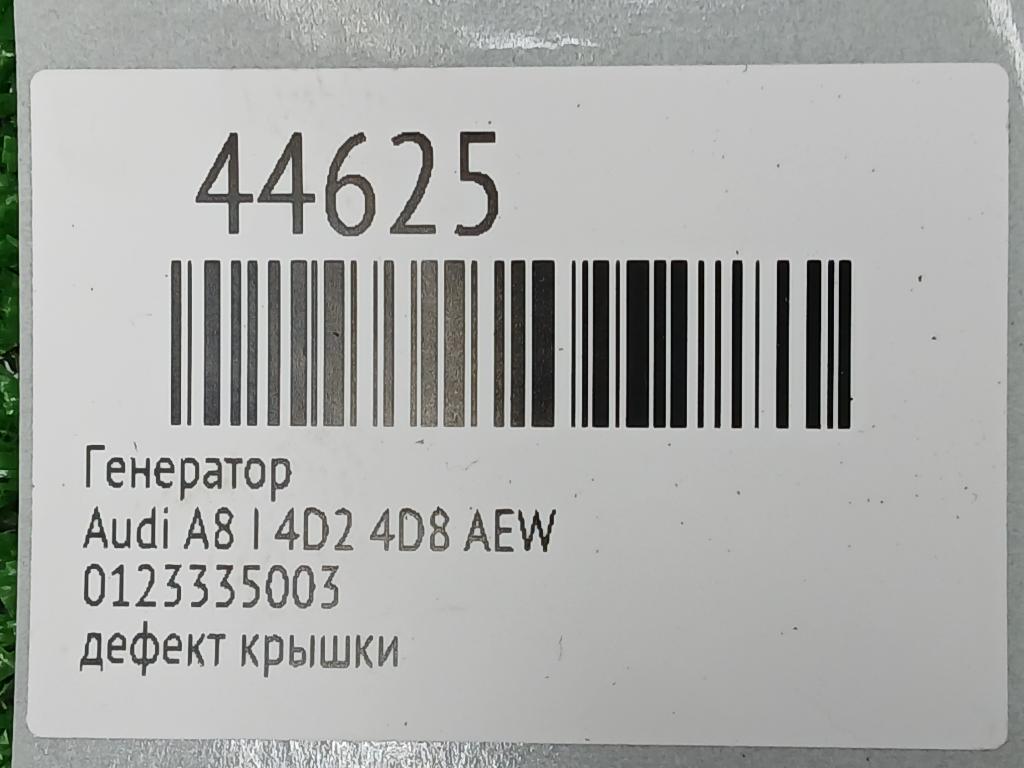 44625
Генератор
Audi A8 I 4D2 4D8 AEW
0123335003
дефект крышки